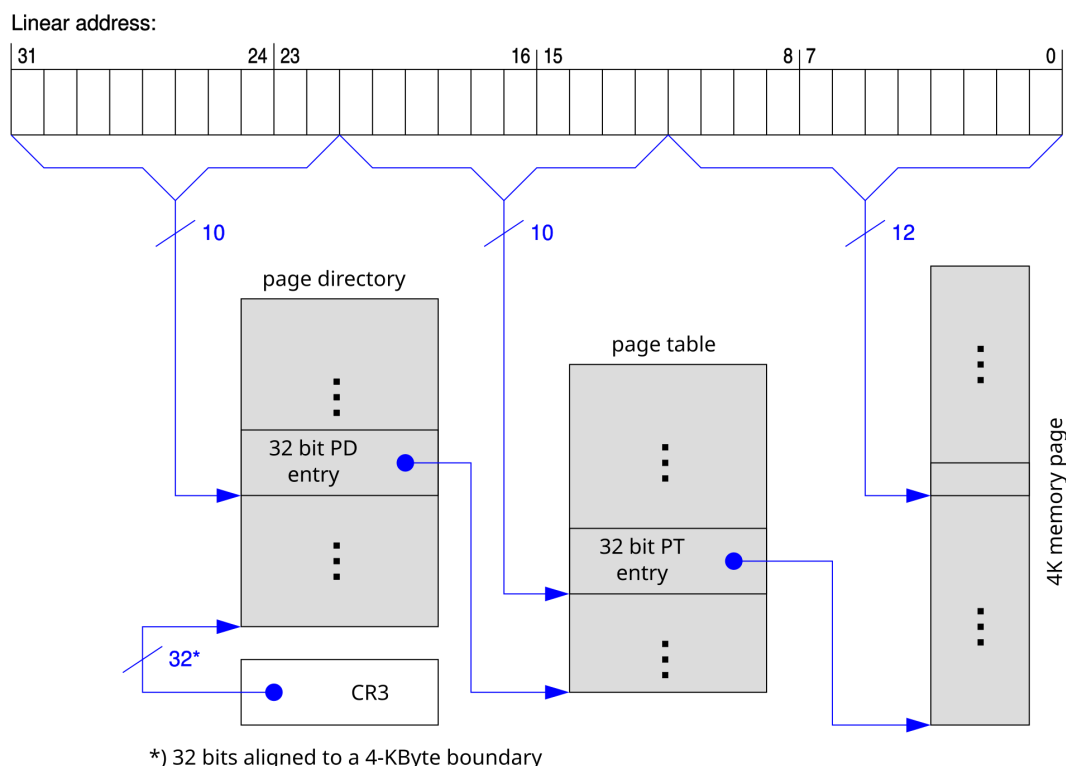 Linear address:
31 24 23 16 15 8 7 0
10 10 12
page directory
page table
32 bit PD
entry
32 bit PT
entry
4K memory page
32*
CR3
*) 32 bits aligned to a 4-KByte boundary